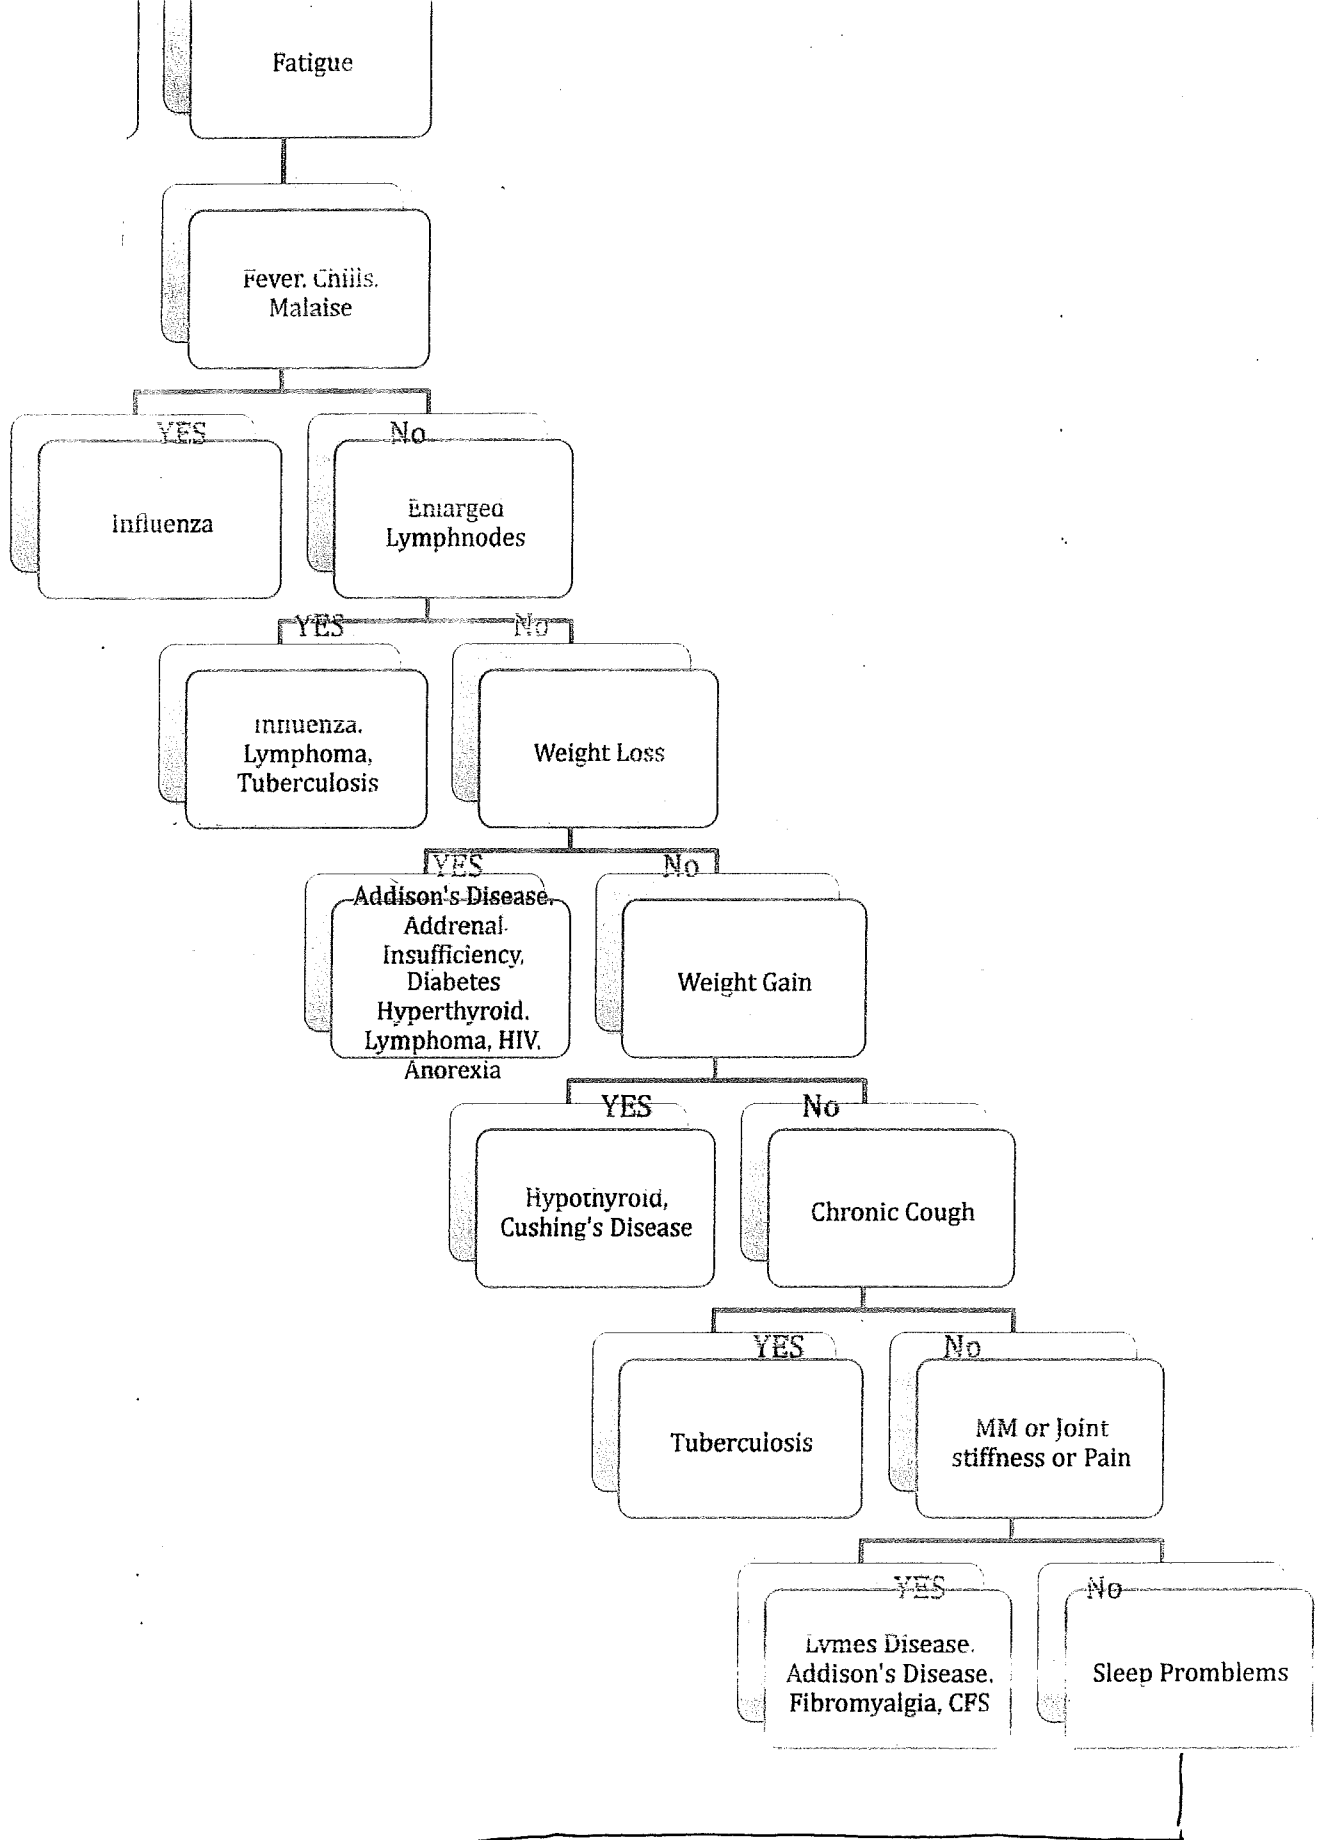 Fatigue
Fever, Chills,
Malaise
YES
No
Influenza
Enlarged
Lymphnodes
YES
No
Influenza,
Lymphoma,
Tuberculosis
Weight Loss
YES
No
Addison's Disease,
Addrenal
Insufficiency,
Diabetes
Hyperthyroid,
Lymphoma, HIV,
Anorexia
Weight Gain
YES
No
Hypothyroid,
Cushing's Disease
Chronic Cough
YES
No
Tuberculosis
MM or Joint
stiffness or Pain
YES
No
Lymes Disease,
Addison's Disease,
Fibromyalgia, CFS
Sleep Promblems